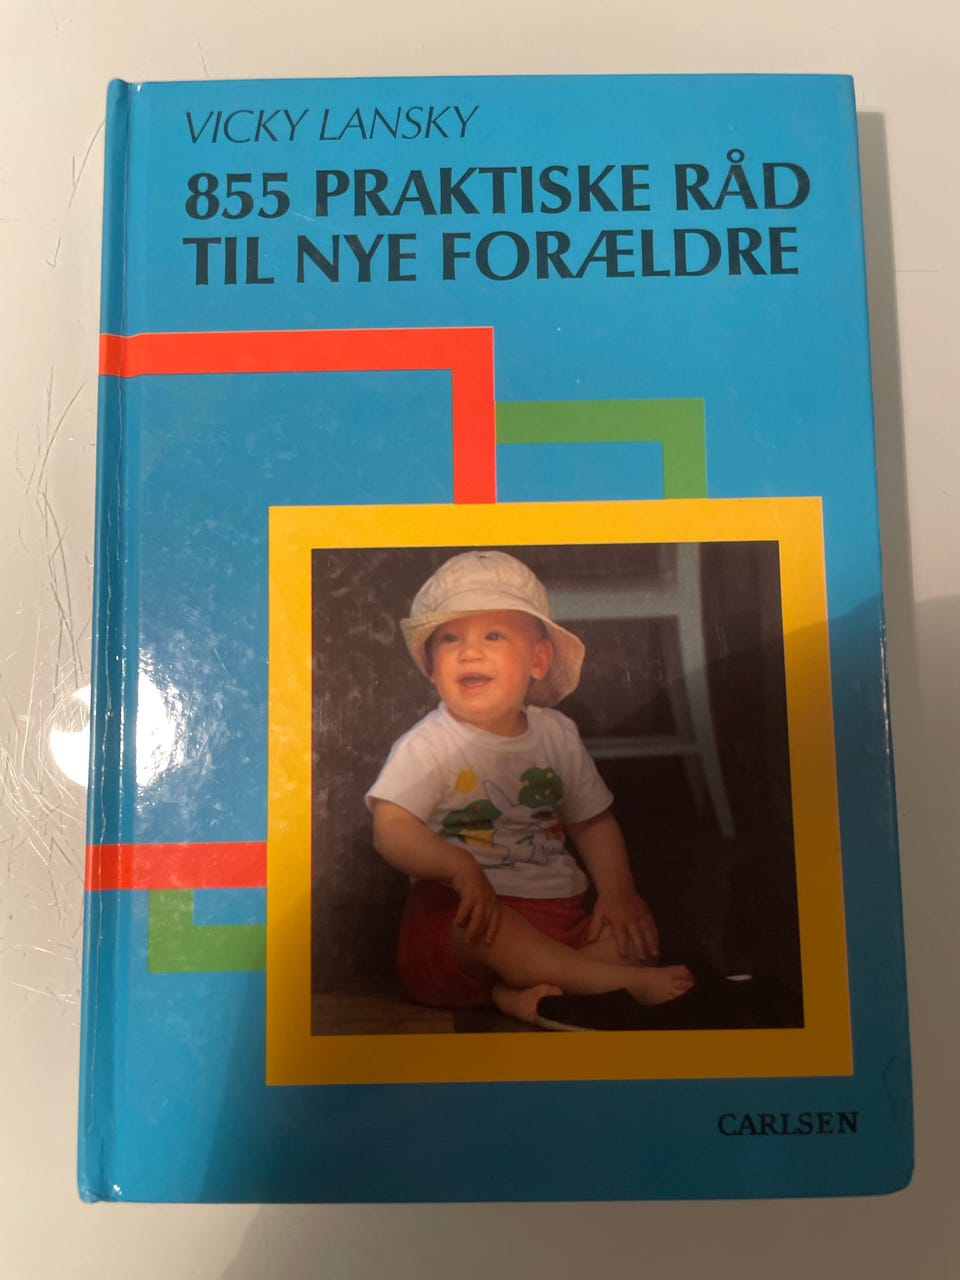 VICKY LANSKY
855 PRAKTISKE RÅD
TIL NYE FORÆLDRE
CARLSEN